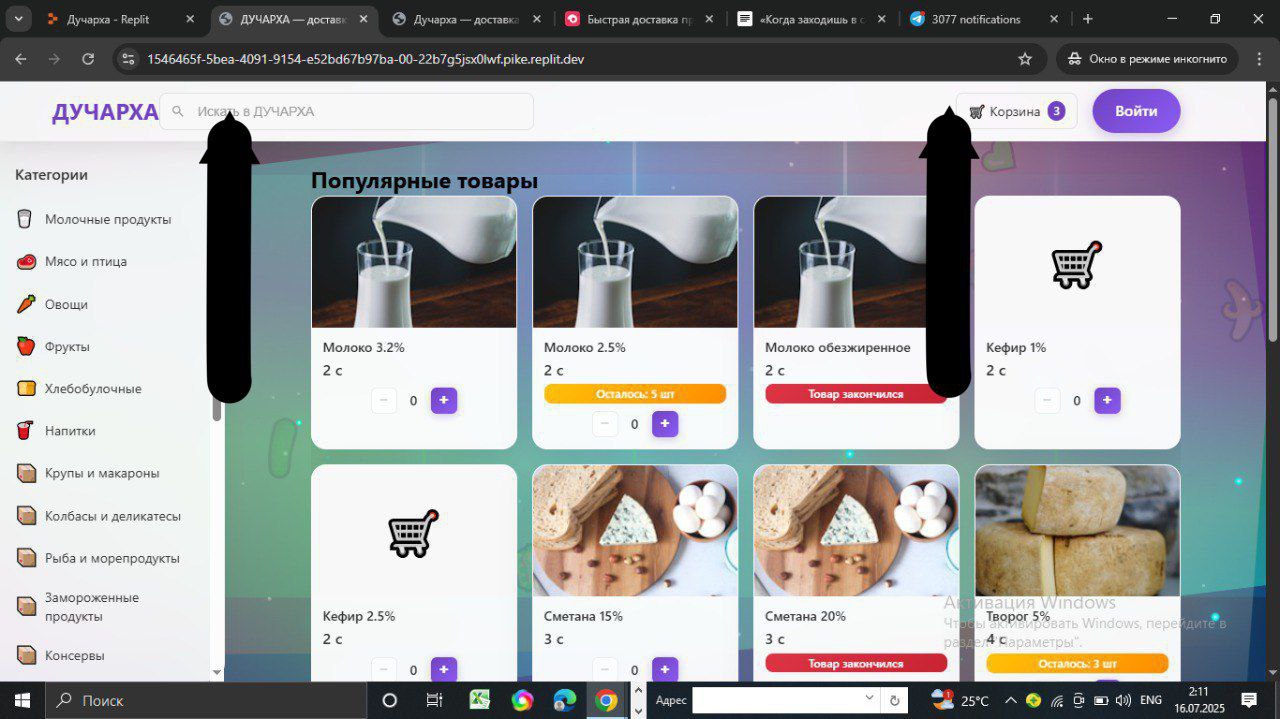 Дучарха - Replit
ДУЧАРХА — доставк
Дучарха — доставка
Быстрая доставка пр
«Когда заходишь в с
3077 notifications
1546465f-5bea-4091-9154-e52bd67b97ba-00-22b7g5jsx0lwf.pike.replit.dev
Окно в режиме инкогнито
ДУЧАРХА
Искать в ДУЧАРХА
Корзина 3
Войти
Категории
Молочные продукты
Мясо и птица
Овощи
Фрукты
Хлебобулочные
Напитки
Крупы и макароны
Колбасы и деликатесы
Рыба и морепродукты
Замороженные
продукты
Консервы
Популярные товары
Молоко 3.2%
2 с
− 0 +
Молоко 2.5%
2 с
Осталось: 5 шт
− 0 +
Молоко обезжиренное
2 с
Товар закончился
Кефир 1%
2 с
− 0 +
Кефир 2.5%
2 с
− 0 +
Сметана 15%
3 с
− 0 +
Сметана 20%
3 с
Товар закончился
Творог 5%
4 с
Осталось: 3 шт
Активация Windows
Чтобы активировать Windows, перейдите в
раздел "Параметры".
Поиск
Адрес
1
25°C
ENG
2:11
16.07.2025